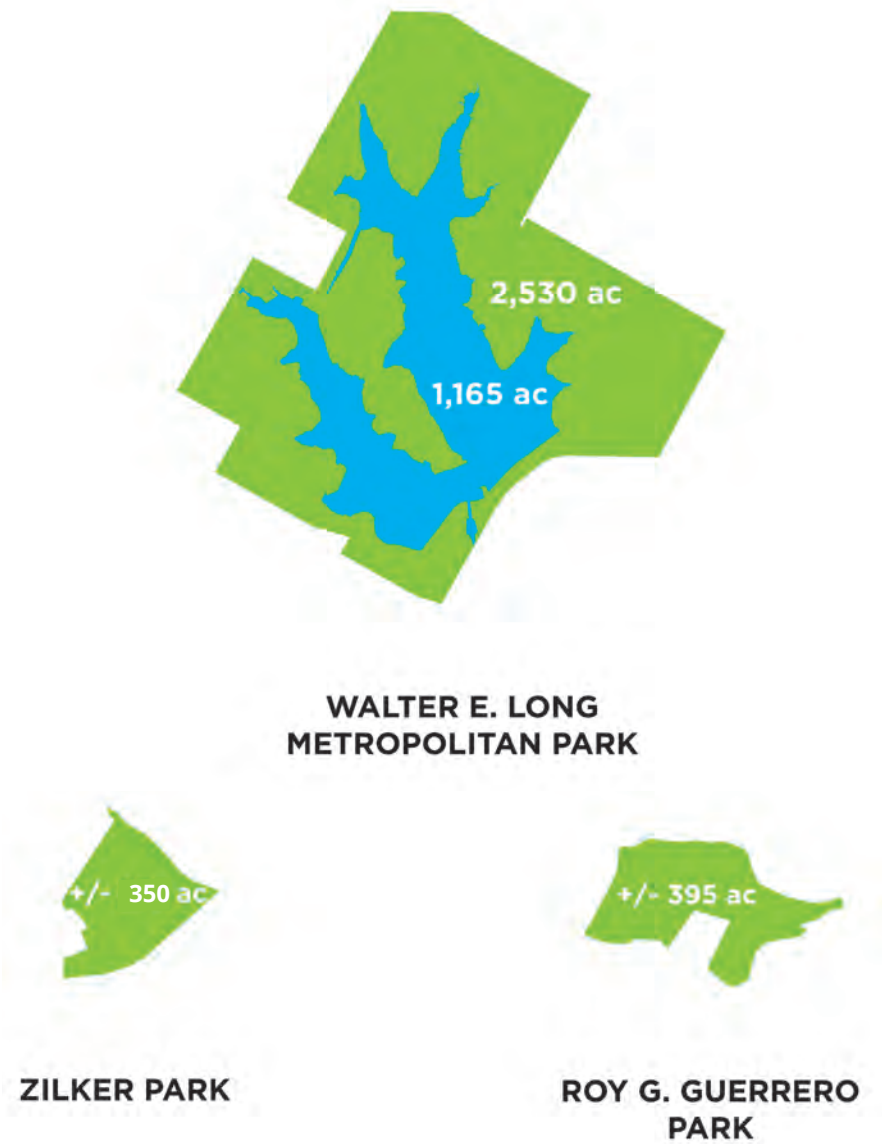 2,530 ac
1,165 ac
WALTER E. LONG
METROPOLITAN PARK
+/- 350 ac
+/- 395 ac
ZILKER PARK
ROY G. GUERRERO
PARK